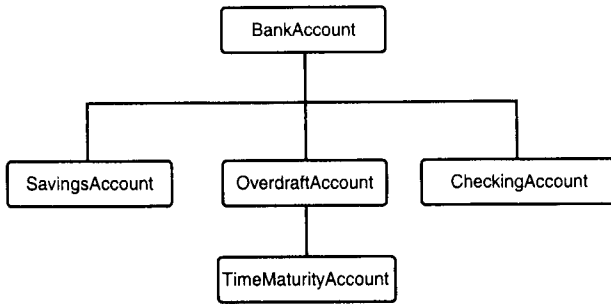 BankAccount
SavingsAccount
OverdraftAccount
CheckingAccount
TimeMaturityAccount